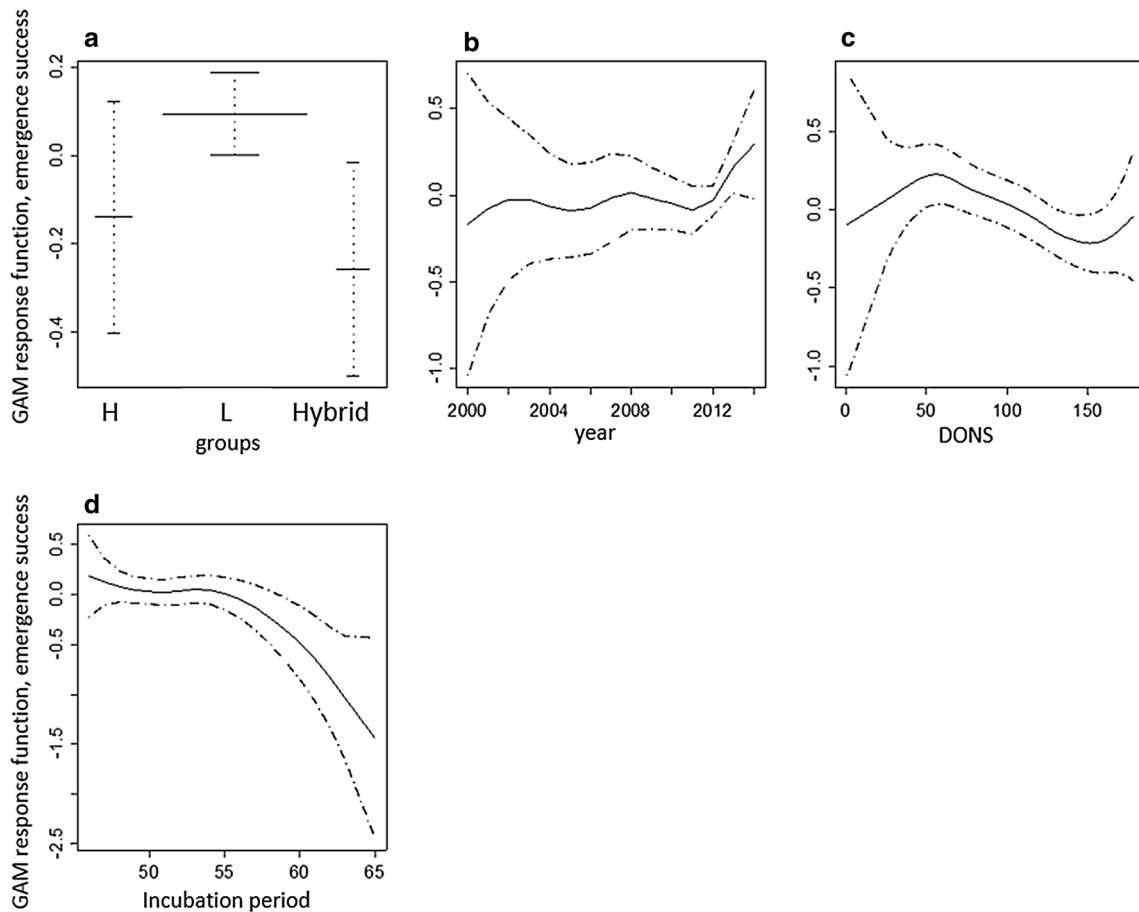 a
GAM response function, emergence success
0.2
0.0
-0.2
-0.4
H L Hybrid
groups
b
0.5
0.0
-0.5
-1.0
2000 2004 2008 2012
year
c
0.5
0.0
-0.5
-1.0
0 50 100 150
DONS
d
GAM response function, emergence success
0.5
0.0
-0.5
-1.5
-2.5
50 55 60 65
Incubation period